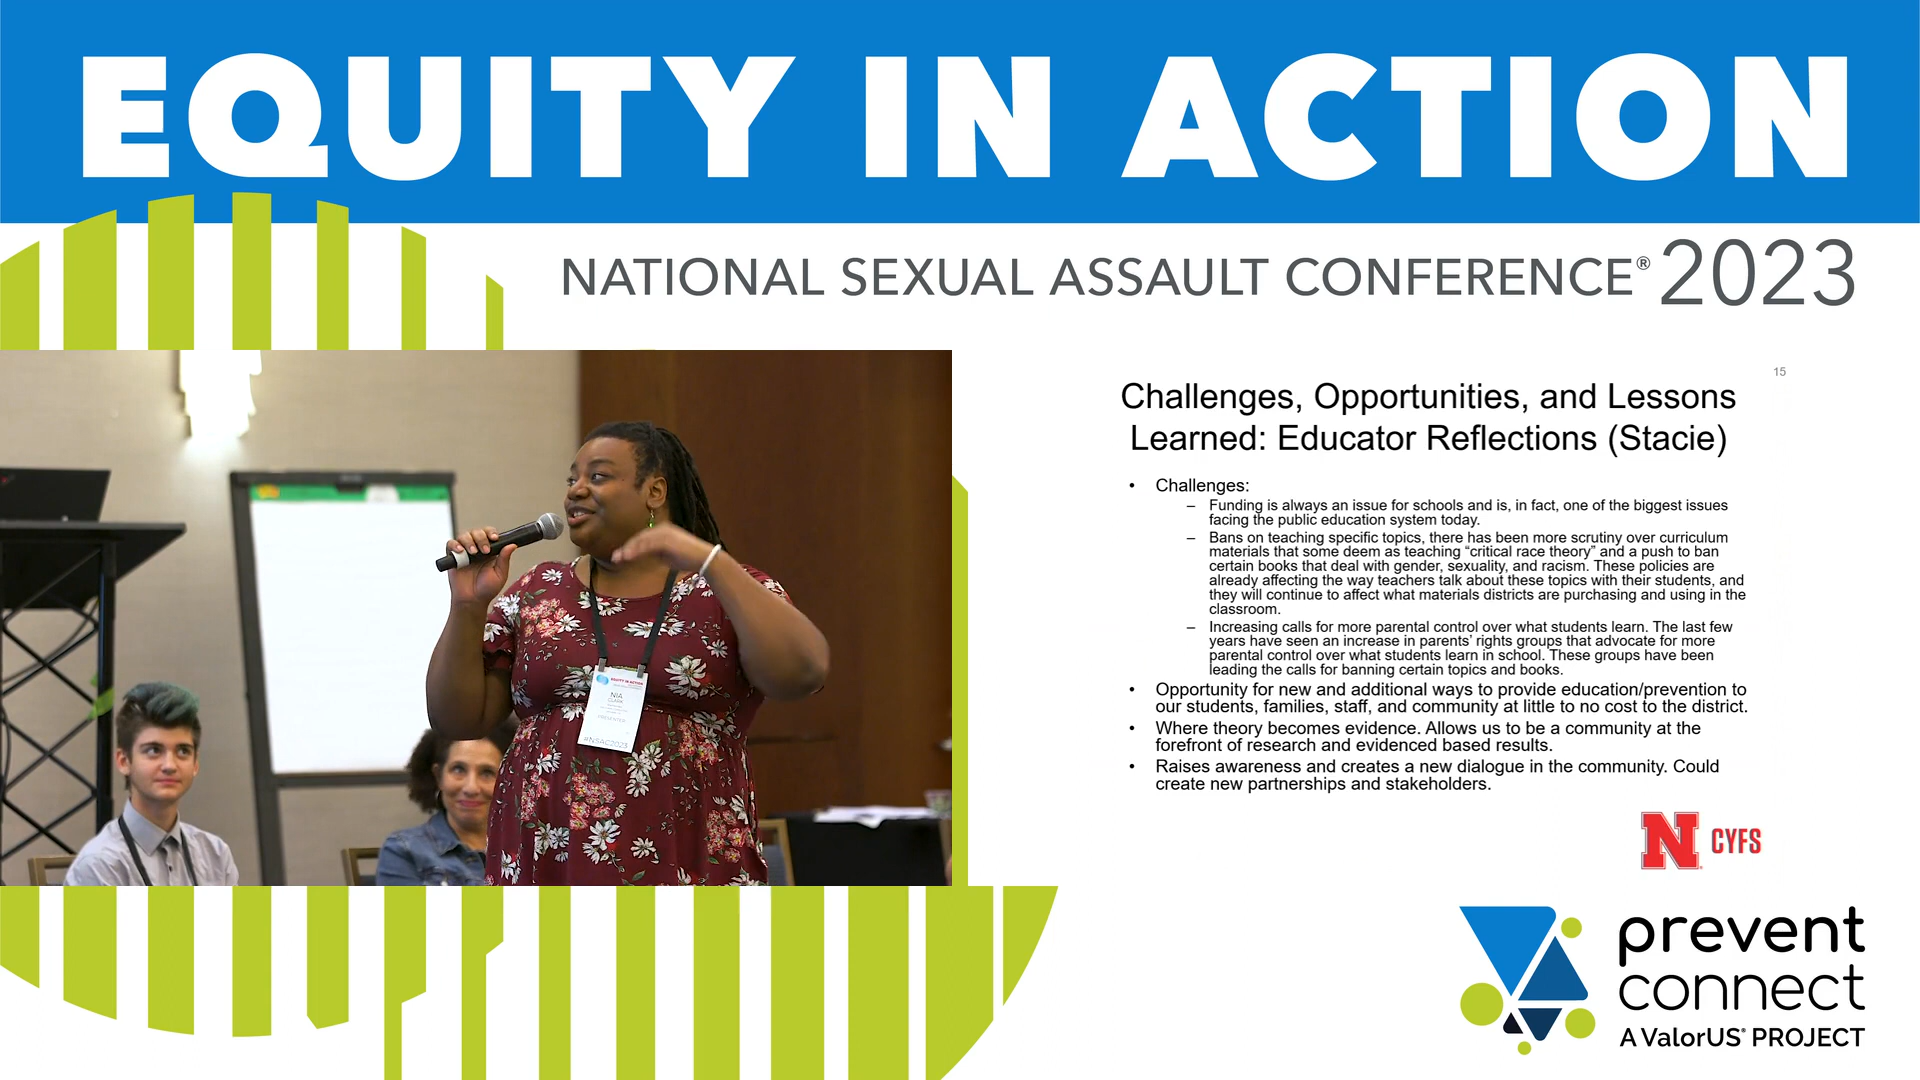 EQUITY IN ACTION
NATIONAL SEXUAL ASSAULT CONFERENCE® 2023
15
Challenges, Opportunities, and Lessons
Learned: Educator Reflections (Stacie)
• Challenges:
– Funding is always an issue for schools and is, in fact, one of the biggest issues
facing the public education system today.
– Bans on teaching specific topics, there has been more scrutiny over curriculum
materials that some deem as teaching “critical race theory” and a push to ban
certain books that deal with gender, sexuality, and racism. These policies are
already affecting the way teachers talk about these topics with their students, and
they will continue to affect what materials districts are purchasing and using in the
classroom.
– Increasing calls for more parental control over what students learn. The last few
years have seen an increase in parents’ rights groups that advocate for more
parental control over what students learn in school. These groups have been
leading the calls for banning certain topics and books.
• Opportunity for new and additional ways to provide education/prevention to
our students, families, staff, and community at little to no cost to the district.
• Where theory becomes evidence. Allows us to be a community at the
forefront of research and evidenced based results.
• Raises awareness and creates a new dialogue in the community. Could
create new partnerships and stakeholders.
N CYFS
EQUITY IN ACTION
NIA
CLARK
PRESENTER
#NSAC2023
prevent
connect
A ValorUS® PROJECT